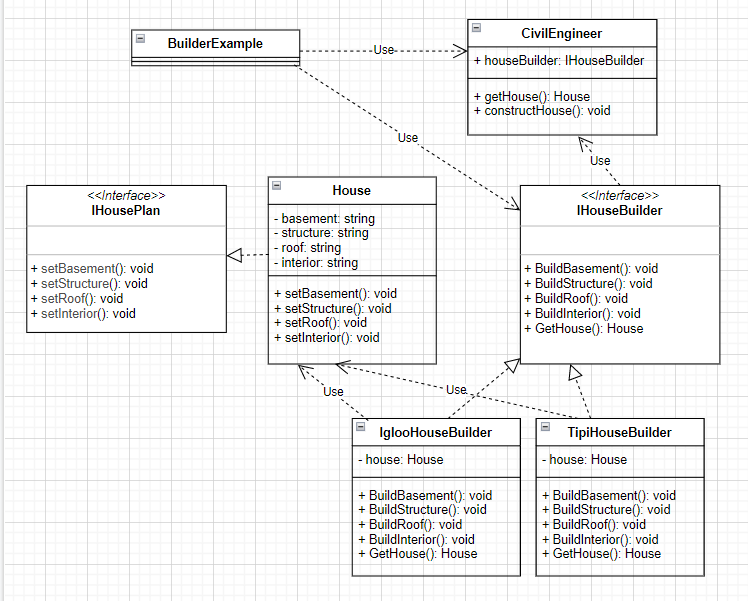 BuilderExample
Use
CivilEngineer
+ houseBuilder: IHouseBuilder
+ getHouse(): House
+ constructHouse(): void
Use
Use
<<Interface>>
IHousePlan
+ setBasement(): void
+ setStructure(): void
+ setRoof(): void
+ setInterior(): void
House
- basement: string
- structure: string
- roof: string
- interior: string
+ setBasement(): void
+ setStructure(): void
+ setRoof(): void
+ setInterior(): void
<<Interface>>
IHouseBuilder
+ BuildBasement(): void
+ BuildStructure(): void
+ BuildRoof(): void
+ BuildInterior(): void
+ GetHouse(): House
Use
Use
IglooHouseBuilder
- house: House
+ BuildBasement(): void
+ BuildStructure(): void
+ BuildRoof(): void
+ BuildInterior(): void
+ GetHouse(): House
TipiHouseBuilder
- house: House
+ BuildBasement(): void
+ BuildStructure(): void
+ BuildRoof(): void
+ BuildInterior(): void
+ GetHouse(): House